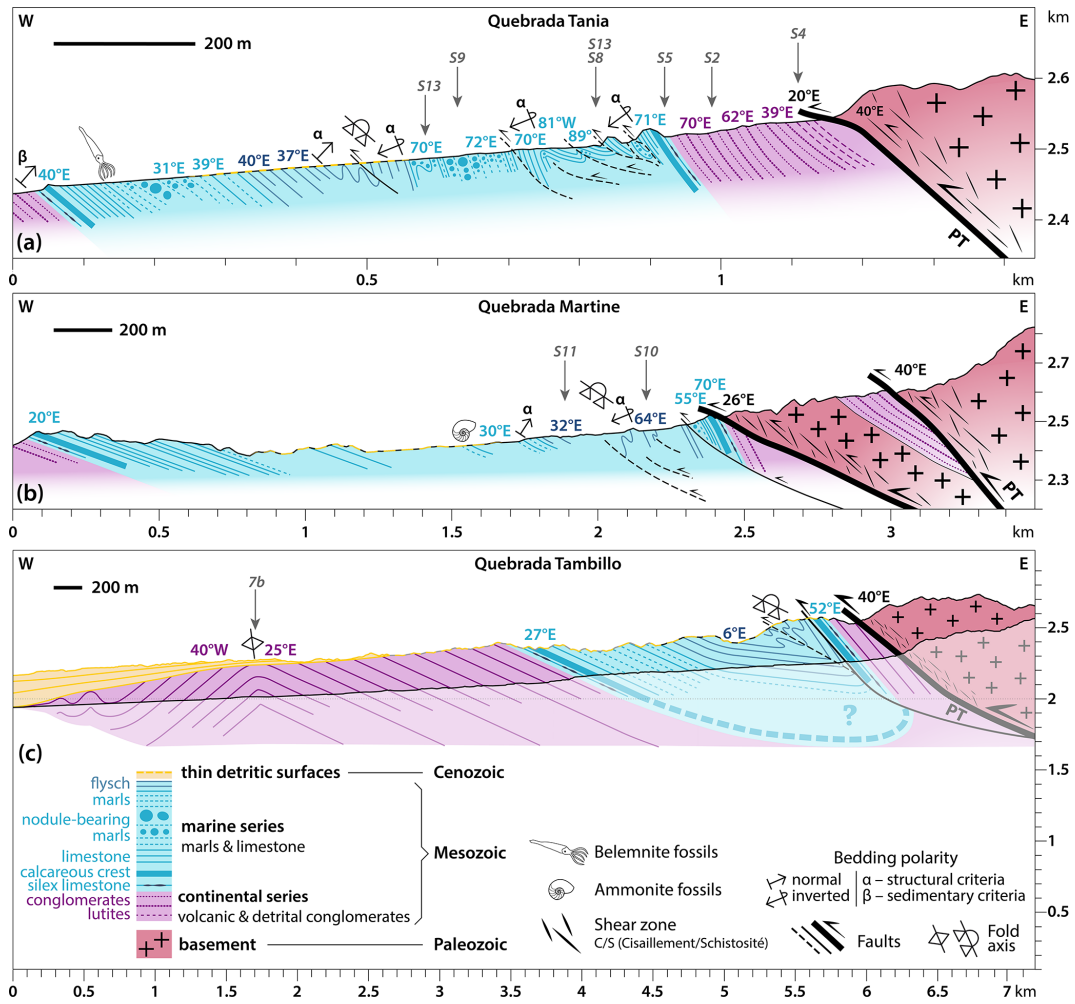 W Quebrada Tania E km
200 m
S13
S9 S8 S5 S2 S4
S13
2.6
2.5
2.4
β 40°E 31°E 39°E 40°E 37°E α α 70°E 72°E α 70°E 81°W 89° α 71°E 70°E 62°E 39°E 20°E 40°E
PT
(a)
0 0.5 1 km
W Quebrada Martine E
200 m
S11 S10
2.7
2.5
2.3
20°E 30°E α 32°E α 64°E 55°E 70°E 26°E 40°E
PT
(b)
0 0.5 1 1.5 2 2.5 3 km
W Quebrada Tambillo E
200 m
7b
40°W 25°E 27°E 6°E 52°E 40°E
?
PT
2.5
2
1.5
1
0.5
(c)
thin detritic surfaces Cenozoic
flysch
marls
nodule-bearing
marls
marine series
marls & limestone
limestone
calcareous crest
silex limestone
Mesozoic
conglomerates
lutites
continental series
volcanic & detrital conglomerates
basement Paleozoic
Belemnite fossils
Ammonite fossils
Shear zone
C/S (Cisaillement/Schistosité)
Bedding polarity
normal α – structural criteria
inverted β – sedimentary criteria
Faults
Fold
axis
0 0.5 1 1.5 2 2.5 3 3.5 4 4.5 5 5.5 6 6.5 7 km